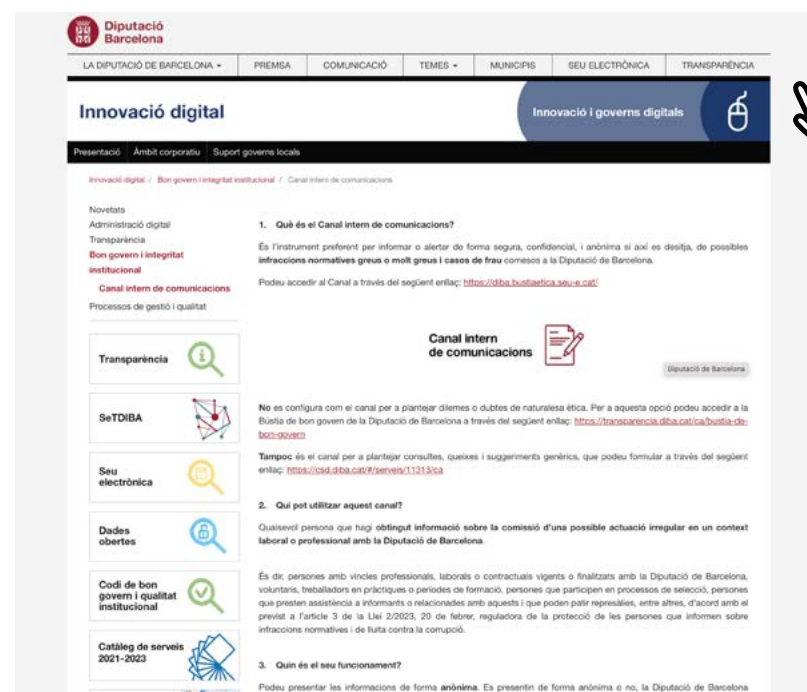 Diputació
Barcelona
LA DIPUTACIÓ DE BARCELONA
PREMSA
COMUNICACIÓ
TEMES
MUNICIPIS
SEU ELECTRÒNICA
TRANSPARÈNCIA
Innovació digital
Innovació i governs digitals
Presentació Àmbit corporatiu Suport governs locals
Innovació digital / Bon govern i integritat institucional / Canal intern de comunicacions
Novetats
Administració digital
Transparència
Bon govern i integritat
institucional
Canal intern de comunicacions
Processos de gestió i qualitat
Transparència
SeTDIBA
Seu
electrònica
Dades
obertes
Codi de bon
govern i qualitat
institucional
Catàleg de serveis
2021-2023
1. Què és el Canal intern de comunicacions?
És l'instrument preferent per informar o alertar de forma segura, confidencial, i anònima si així es desitja, de possibles
infraccions normatives greus o molt greus i casos de frau comesos a la Diputació de Barcelona.
Podeu accedir al Canal a través del següent enllaç: https://diba.bustiaetica.seu-e.cat/
Canal intern
de comunicacions
Diputació de Barcelona
No es configura com el canal per a plantejar dilemes o dubtes de naturalesa ètica. Per a aquesta opció podeu accedir a la
Bústia de bon govern de la Diputació de Barcelona a través del següent enllaç: https://transparencia.diba.cat/ca/bustia-de-
bon-govern
Tampoc és el canal per a plantejar consultes, queixes i suggeriments genèrics, que podeu formular a través del següent
enllaç: https://csd.diba.cat/#/serveis/11313/ca
2. Qui pot utilitzar aquest canal?
Qualsevol persona que hagi obtingut informació sobre la comissió d'una possible actuació irregular en un context
laboral o professional amb la Diputació de Barcelona.
És dir, persones amb vincles professionals, laborals o contractuals vigents o finalitzats amb la Diputació de Barcelona,
voluntaris, treballadors en pràctiques o períodes de formació, persones que participen en processos de selecció, persones
que presten assistència a informants o relacionades amb aquests i que poden patir represàlies, entre altres, d'acord amb el
previst a l'article 3 de la Llei 2/2023, 20 de febrer, reguladora de la protecció de les persones que informen sobre
infraccions normatives i de lluita contra la corrupció.
3. Quin és el seu funcionament?
Podeu presentar les informacions de forma anònima. Es presentin de forma anònima o no, la Diputació de Barcelona